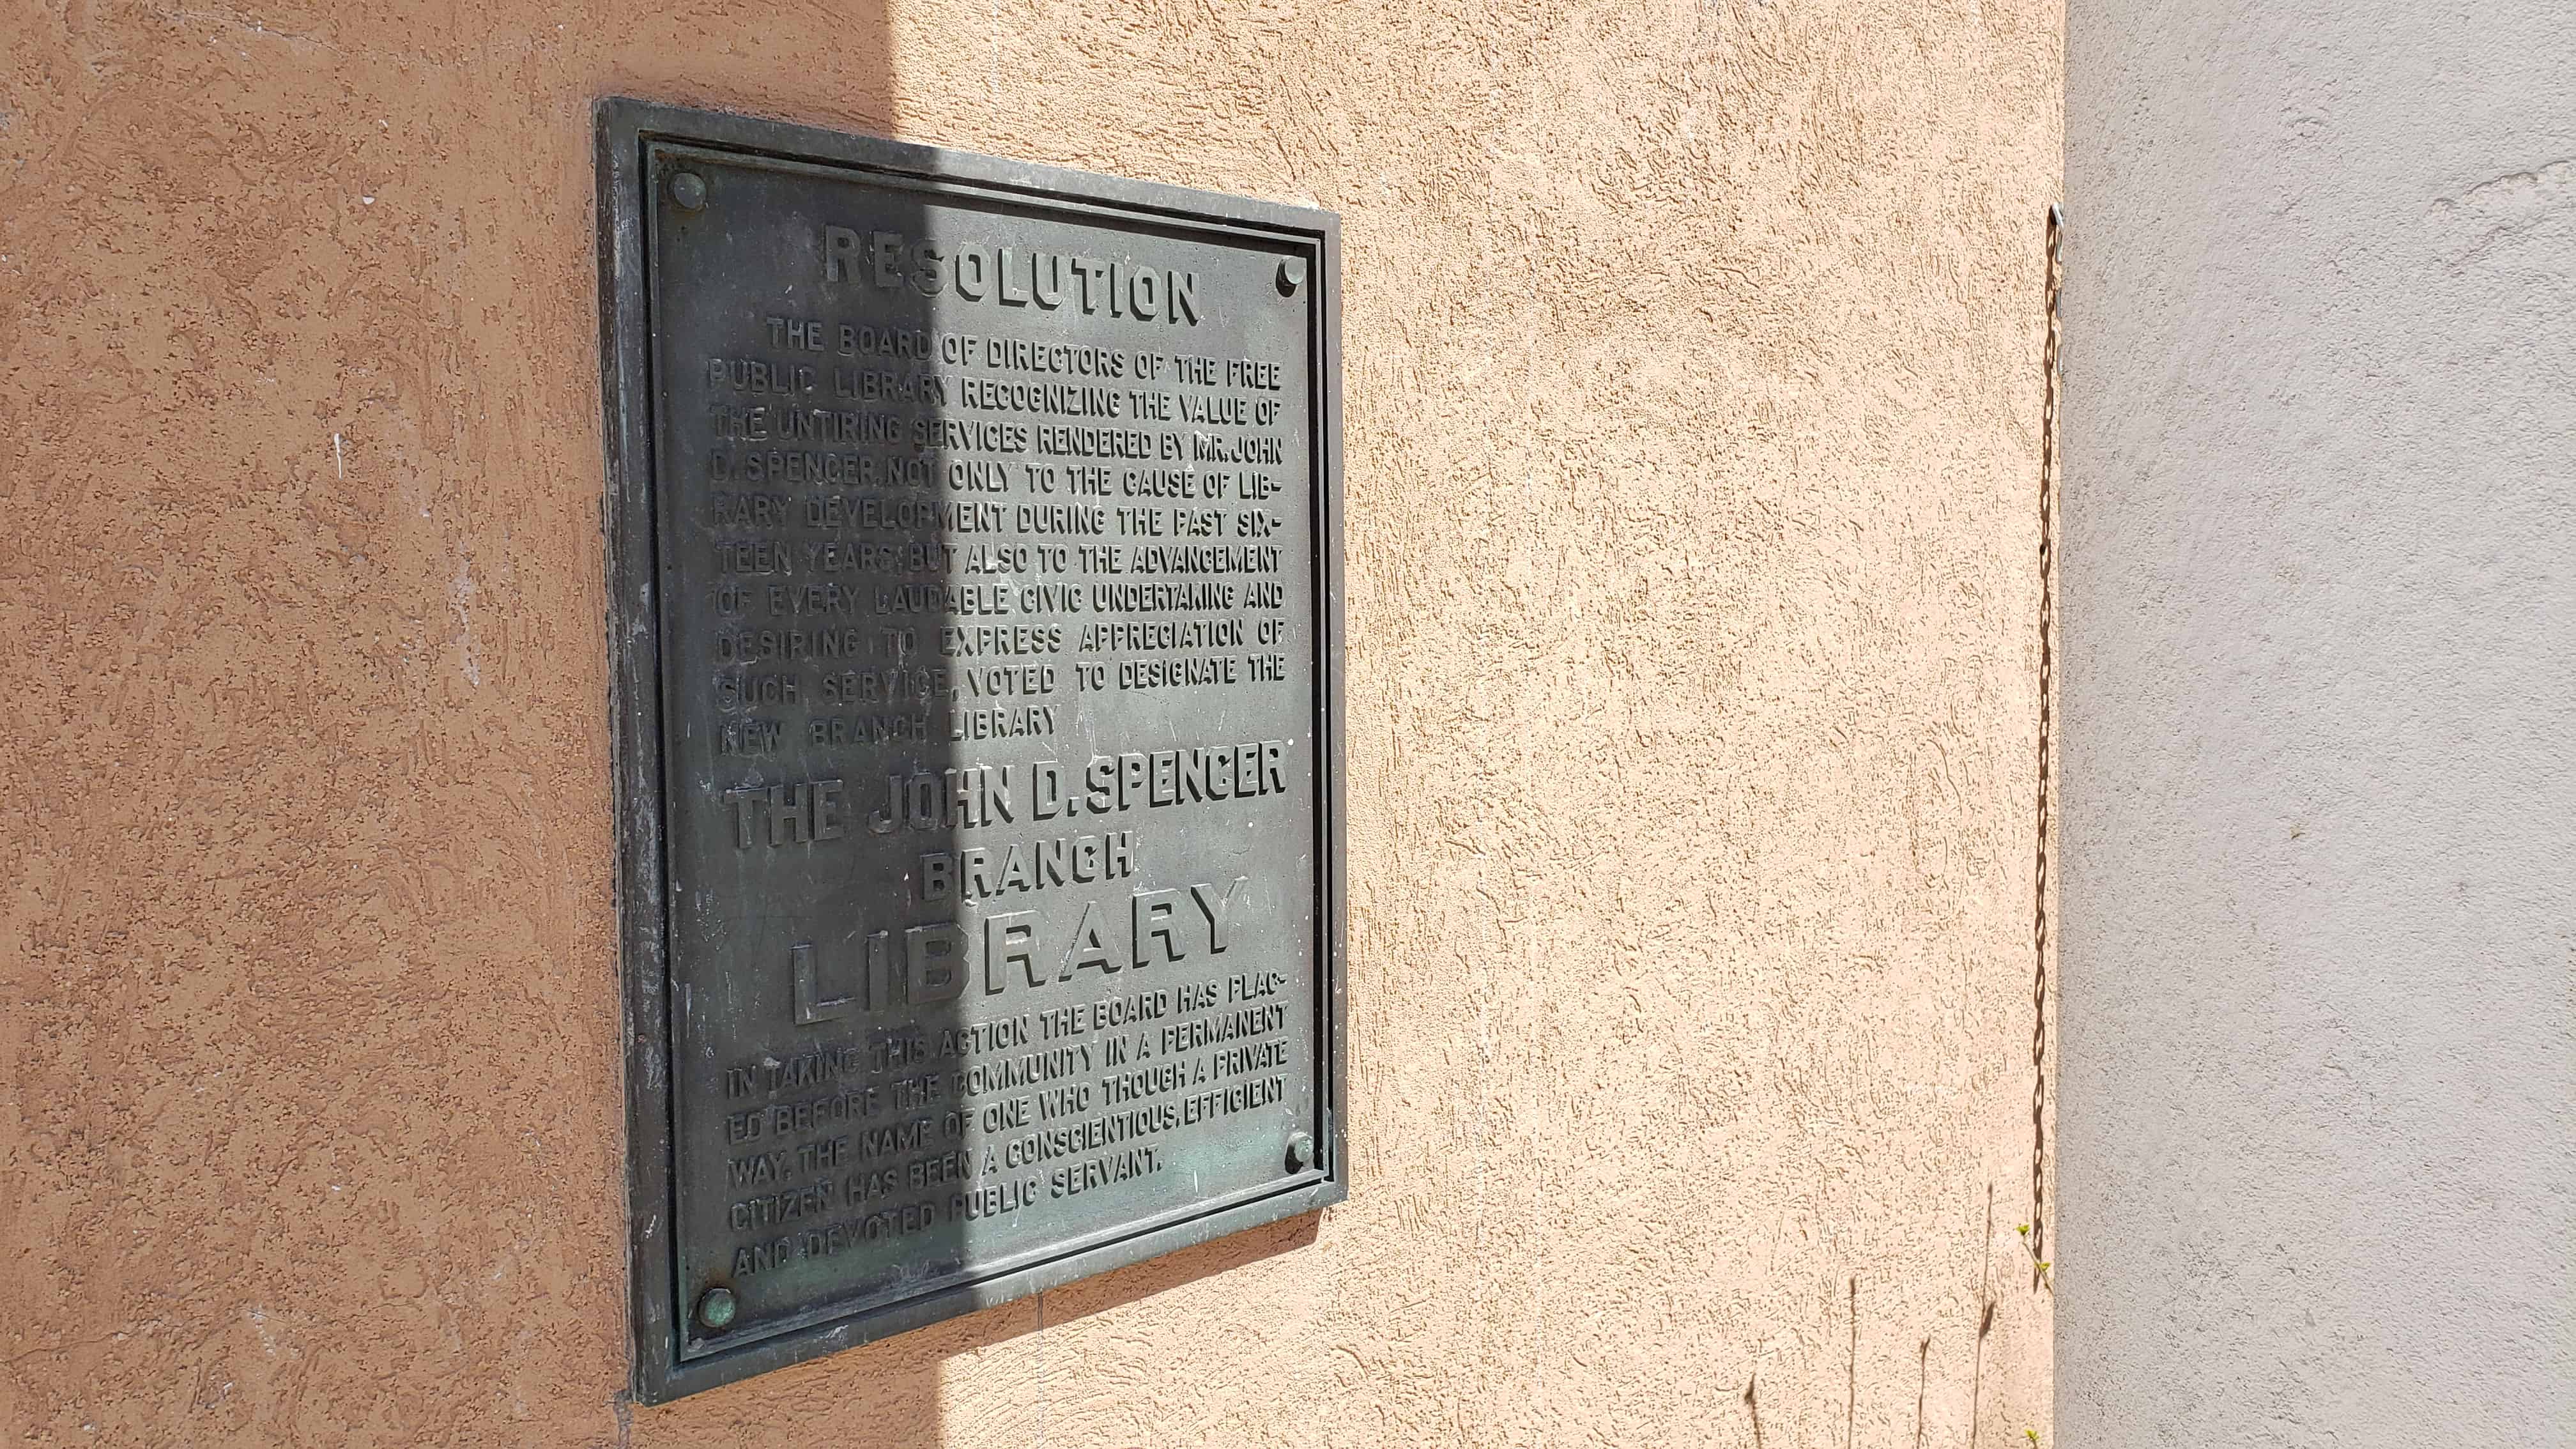 RESOLUTION
THE BOARD OF DIRECTORS OF THE FREE
PUBLIC LIBRARY RECOGNIZING THE VALUE OF
THE UNTIRING SERVICES RENDERED BY MR. JOHN
D. SPENCER, NOT ONLY TO THE CAUSE OF LIB-
RARY DEVELOPMENT DURING THE PAST SIX-
TEEN YEARS, BUT ALSO TO THE ADVANCEMENT
OF EVERY LAUDABLE CIVIC UNDERTAKING AND
DESIRING TO EXPRESS APPRECIATION OF
SUCH SERVICE, VOTED TO DESIGNATE THE
NEW BRANCH LIBRARY
THE JOHN D. SPENCER
BRANCH
LIBRARY
IN TAKING THIS ACTION THE BOARD HAS PLAC-
ED BEFORE THE COMMUNITY IN A PERMANENT
WAY, THE NAME OF ONE WHO THOUGH A PRIVATE
CITIZEN HAS BEEN A CONSCIENTIOUS, EFFICIENT
AND DEVOTED PUBLIC SERVANT.